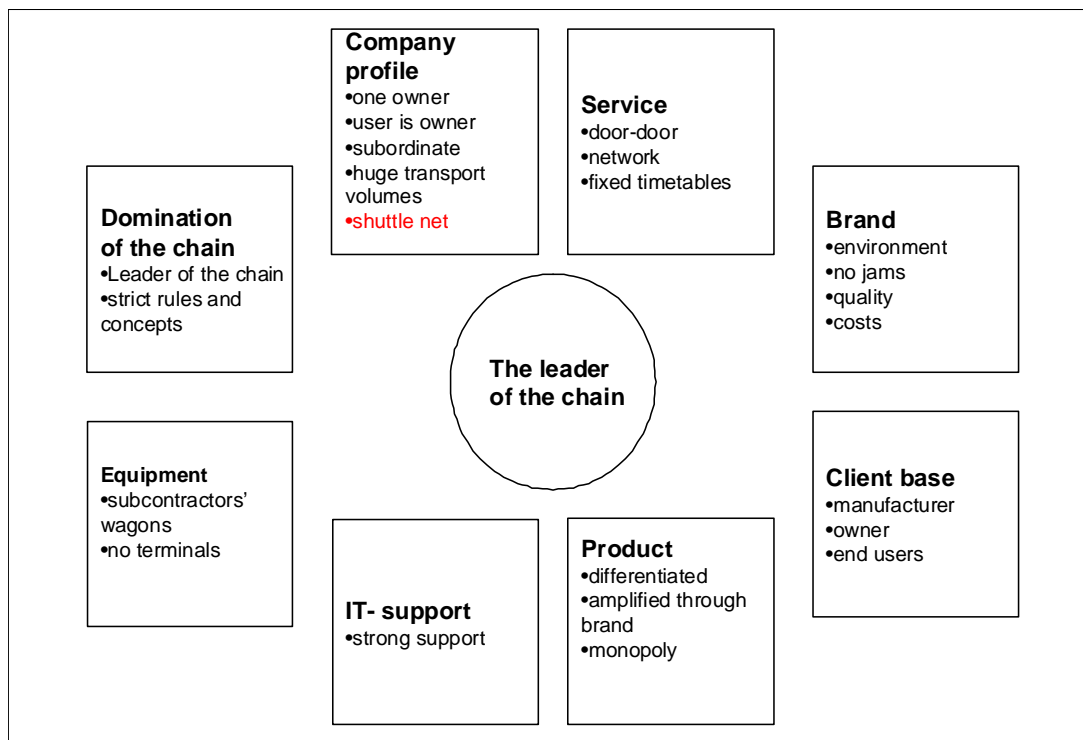 Company
profile
•one owner
•user is owner
•subordinate
•huge transport
volumes
•shuttle net
Service
•door-door
•network
•fixed timetables
Domination
of the chain
•Leader of the chain
•strict rules and
concepts
Brand
•environment
•no jams
•quality
•costs
The leader
of the chain
Equipment
•subcontractors’
wagons
•no terminals
Client base
•manufacturer
•owner
•end users
IT- support
•strong support
Product
•differentiated
•amplified through
brand
•monopoly